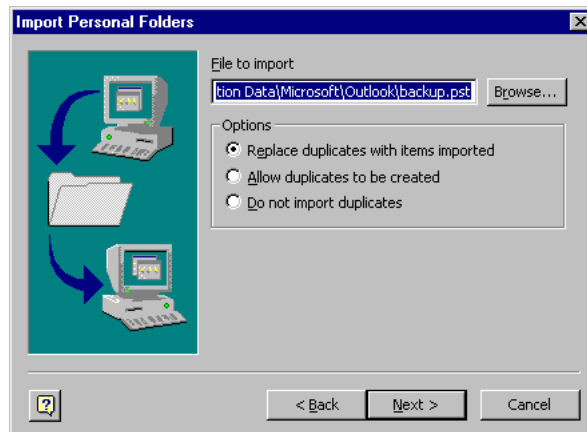 Import Personal Folders
File to import
tion Data\Microsoft\Outlook\backup.pst
Browse...
Options
Replace duplicates with items imported
Allow duplicates to be created
Do not import duplicates
< Back
Next >
Cancel